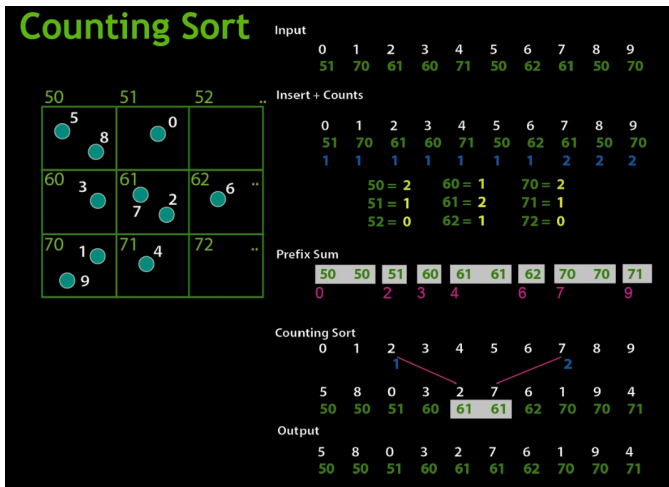 Counting Sort
50 51 52 ..
5 8 0
60 61 62 ..
3 7 2 6
70 71 72 ..
1 9 4
Input
0 1 2 3 4 5 6 7 8 9
51 70 61 60 71 50 62 61 50 70
Insert + Counts
0 1 2 3 4 5 6 7 8 9
51 70 61 60 71 50 62 61 50 70
1 1 1 1 1 1 1 2 2 2
50 = 2 60 = 1 70 = 2
51 = 1 61 = 2 71 = 1
52 = 0 62 = 1 72 = 0
Prefix Sum
50 50 51 60 61 61 62 70 70 71
0 2 3 4 6 7 9
Counting Sort
0 1 2 3 4 5 6 7 8 9
1 2
5 8 0 3 2 7 6 1 9 4
50 50 51 60 61 61 62 70 70 71
Output
5 8 0 3 2 7 6 1 9 4
50 50 51 60 61 61 62 70 70 71